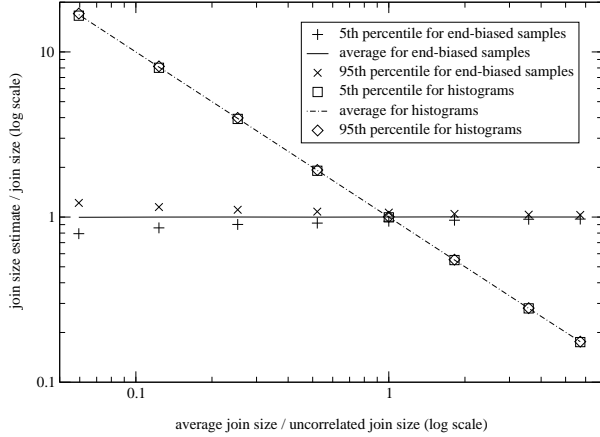 10
1
0.1
join size estimate / join size (log scale)
5th percentile for end-biased samples
average for end-biased samples
95th percentile for end-biased samples
5th percentile for histograms
average for histograms
95th percentile for histograms
0.1
1
average join size / uncorrelated join size (log scale)